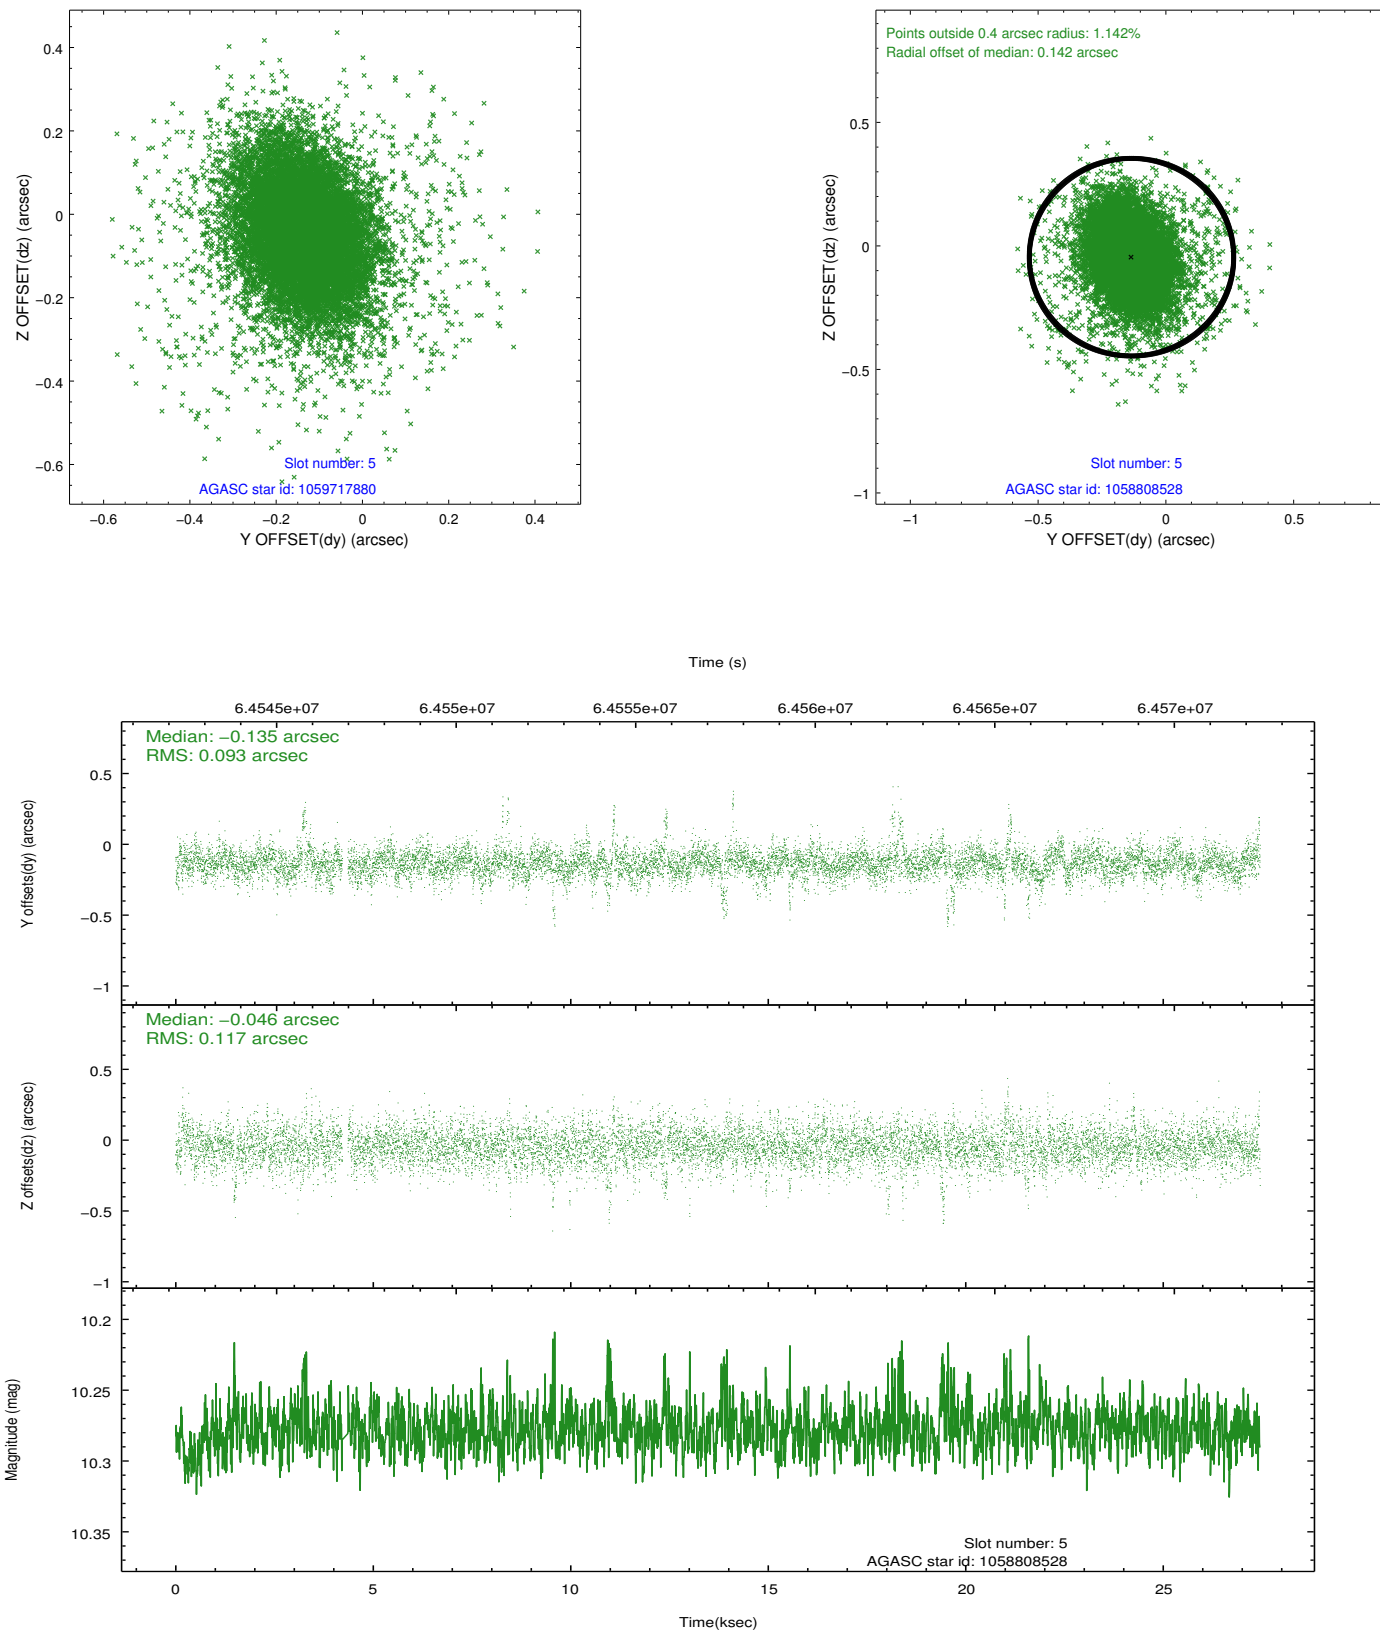 0.4
0.2
0
−0.2
−0.4
−0.6
Z OFFSET(dz) (arcsec)
Slot number: 5
AGASC star id: 1059717880
−0.6 −0.4 −0.2 0 0.2 0.4
Y OFFSET(dy) (arcsec)
Points outside 0.4 arcsec radius: 1.142%
Radial offset of median: 0.142 arcsec
0.5
0
−0.5
−1
Z OFFSET(dz) (arcsec)
Slot number: 5
AGASC star id: 1058808528
−1 −0.5 0 0.5
Y OFFSET(dy) (arcsec)
Time (s)
6.4545e+07 6.455e+07 6.4555e+07 6.456e+07 6.4565e+07 6.457e+07
Median: −0.135 arcsec
RMS: 0.093 arcsec
0.5
0
−0.5
−1
Y offsets(dy) (arcsec)
Median: −0.046 arcsec
RMS: 0.117 arcsec
0.5
0
−0.5
−1
Z offsets(dz) (arcsec)
10.2
10.25
10.3
10.35
Magnitude (mag)
Slot number: 5
AGASC star id: 1058808528
0 5 10 15 20 25
Time(ksec)